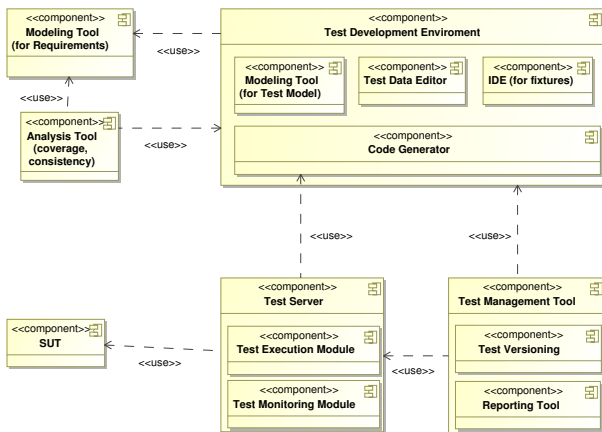 <<component>>
Modeling Tool
(for Requirements)
<<use>>
<<component>>
Test Development Enviroment
<<component>>
Modeling Tool
(for Test Model)
<<component>>
Test Data Editor
<<component>>
IDE (for fixtures)
<<use>>
<<component>>
Analysis Tool
(coverage,
consistency)
<<use>>
<<component>>
Code Generator
<<use>>
<<use>>
<<component>>
Test Server
<<component>>
Test Execution Module
<<component>>
Test Monitoring Module
<<component>>
Test Management Tool
<<component>>
Test Versioning
<<component>>
Reporting Tool
<<component>>
SUT
<<use>>
<<use>>